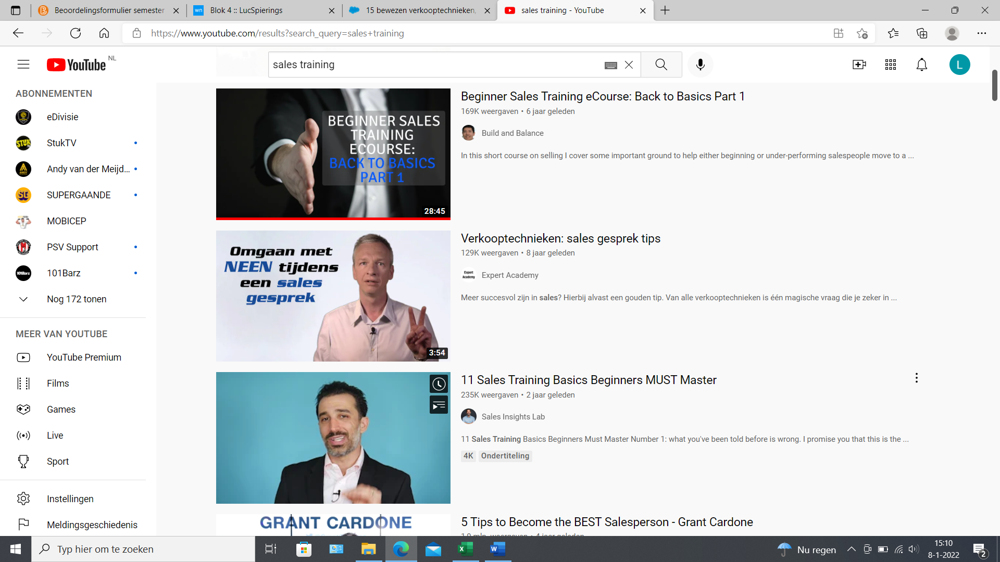 Beoordelingsformulier semester
Blok 4 :: LucSpierings
15 bewezen verkooptechnieken,
sales training - YouTube
https://www.youtube.com/results?search_query=sales+training
YouTube NL
sales training
L
ABONNEMENTEN
eDivisie
StukTV
Andy van der Meijd...
SUPERGAANDE
MOBICEP
PSV Support
101Barz
Nog 172 tonen
MEER VAN YOUTUBE
YouTube Premium
Films
Games
Live
Sport
Instellingen
Meldingsgeschiedenis
BEGINNER SALES
TRAINING
ECOURSE:
BACK TO BASICS
PART 1
28:45
Beginner Sales Training eCourse: Back to Basics Part 1
169K weergaven • 6 jaar geleden
Build and Balance
In this short course on selling I cover some important ground to help either beginning or under-performing salespeople move to a ...
Omgaan met
NEEN tijdens
een sales
gesprek
3:54
Verkooptechnieken: sales gesprek tips
129K weergaven • 8 jaar geleden
Expert Academy
Expert Academy
Meer succesvol zijn in sales? Hierbij alvast een gouden tip. Van alle verkooptechnieken is één magische vraag die je zeker in ...
11 Sales Training Basics Beginners MUST Master
235K weergaven • 2 jaar geleden
Sales Insights Lab
11 Sales Training Basics Beginners Must Master Number 1: what you've been told before is wrong. I promise you that this is the ...
4K Ondertiteling
GRANT CARDONE
5 Tips to Become the BEST Salesperson - Grant Cardone
Typ hier om te zoeken
Nu regen
15:10
8-1-2022
2